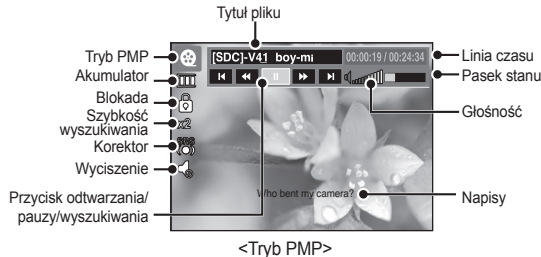 Tytuł pliku
Tryb PMP
[SDC]-V41 boy-mi
00:00:19 / 00:24:34
Linia czasu
Akumulator
Pasek stanu
Blokada
Głośność
Szybkość
wyszukiwania
x2
Korektor
SRS
Wyciszenie
Przycisk odtwarzania/
pauzy/wyszukiwania
Who bent my camera?
Napisy
<Tryb PMP>